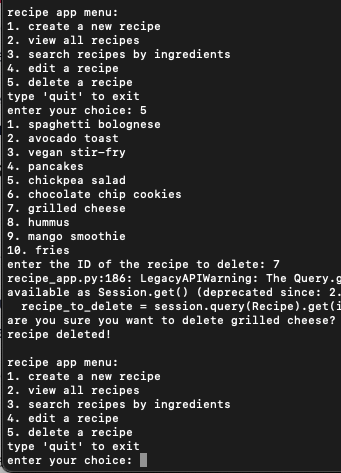 recipe app menu:
1. create a new recipe
2. view all recipes
3. search recipes by ingredients
4. edit a recipe
5. delete a recipe
type 'quit' to exit
enter your choice: 5
1. spaghetti bolognese
2. avocado toast
3. vegan stir-fry
4. pancakes
5. chickpea salad
6. chocolate chip cookies
7. grilled cheese
8. hummus
9. mango smoothie
10. fries
enter the ID of the recipe to delete: 7
recipe_app.py:186: LegacyAPIWarning: The Query.g
available as Session.get() (deprecated since: 2.
recipe_to_delete = session.query(Recipe).get(i
are you sure you want to delete grilled cheese?
recipe deleted!
recipe app menu:
1. create a new recipe
2. view all recipes
3. search recipes by ingredients
4. edit a recipe
5. delete a recipe
type 'quit' to exit
enter your choice: